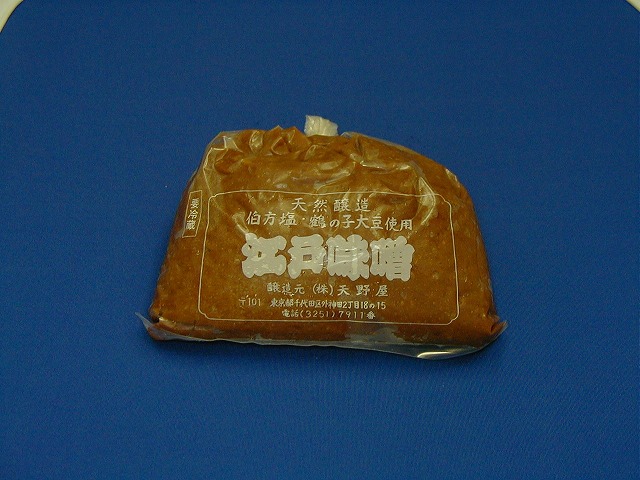 要冷蔵
天然醸造
伯方塩・鶴の子大豆使用
江戸味噌
醸造元 (株) 天野屋
〒101 東京都千代田区外神田2丁目18の15
電話(3251)7911番